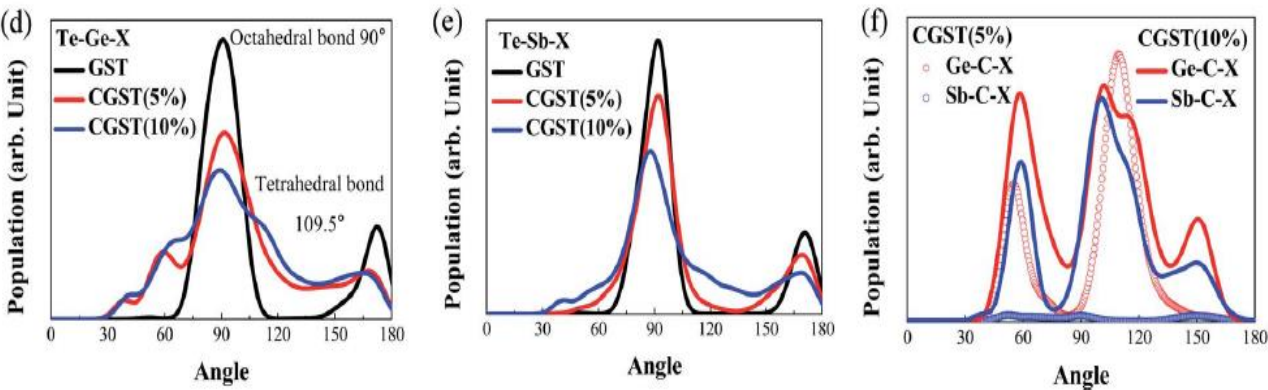 (d)
Te-Ge-X
GST
CGST(5%)
CGST(10%)
Octahedral bond 90°
Tetrahedral bond
109.5°
Population (arb. Unit)
0 30 60 90 120 150 180
Angle
(e)
Te-Sb-X
GST
CGST(5%)
CGST(10%)
Population (arb. Unit)
0 30 60 90 120 150 180
Angle
(f)
CGST(5%)
Ge-C-X
Sb-C-X
CGST(10%)
Ge-C-X
Sb-C-X
Population (arb. Unit)
0 30 60 90 120 150 180
Angle